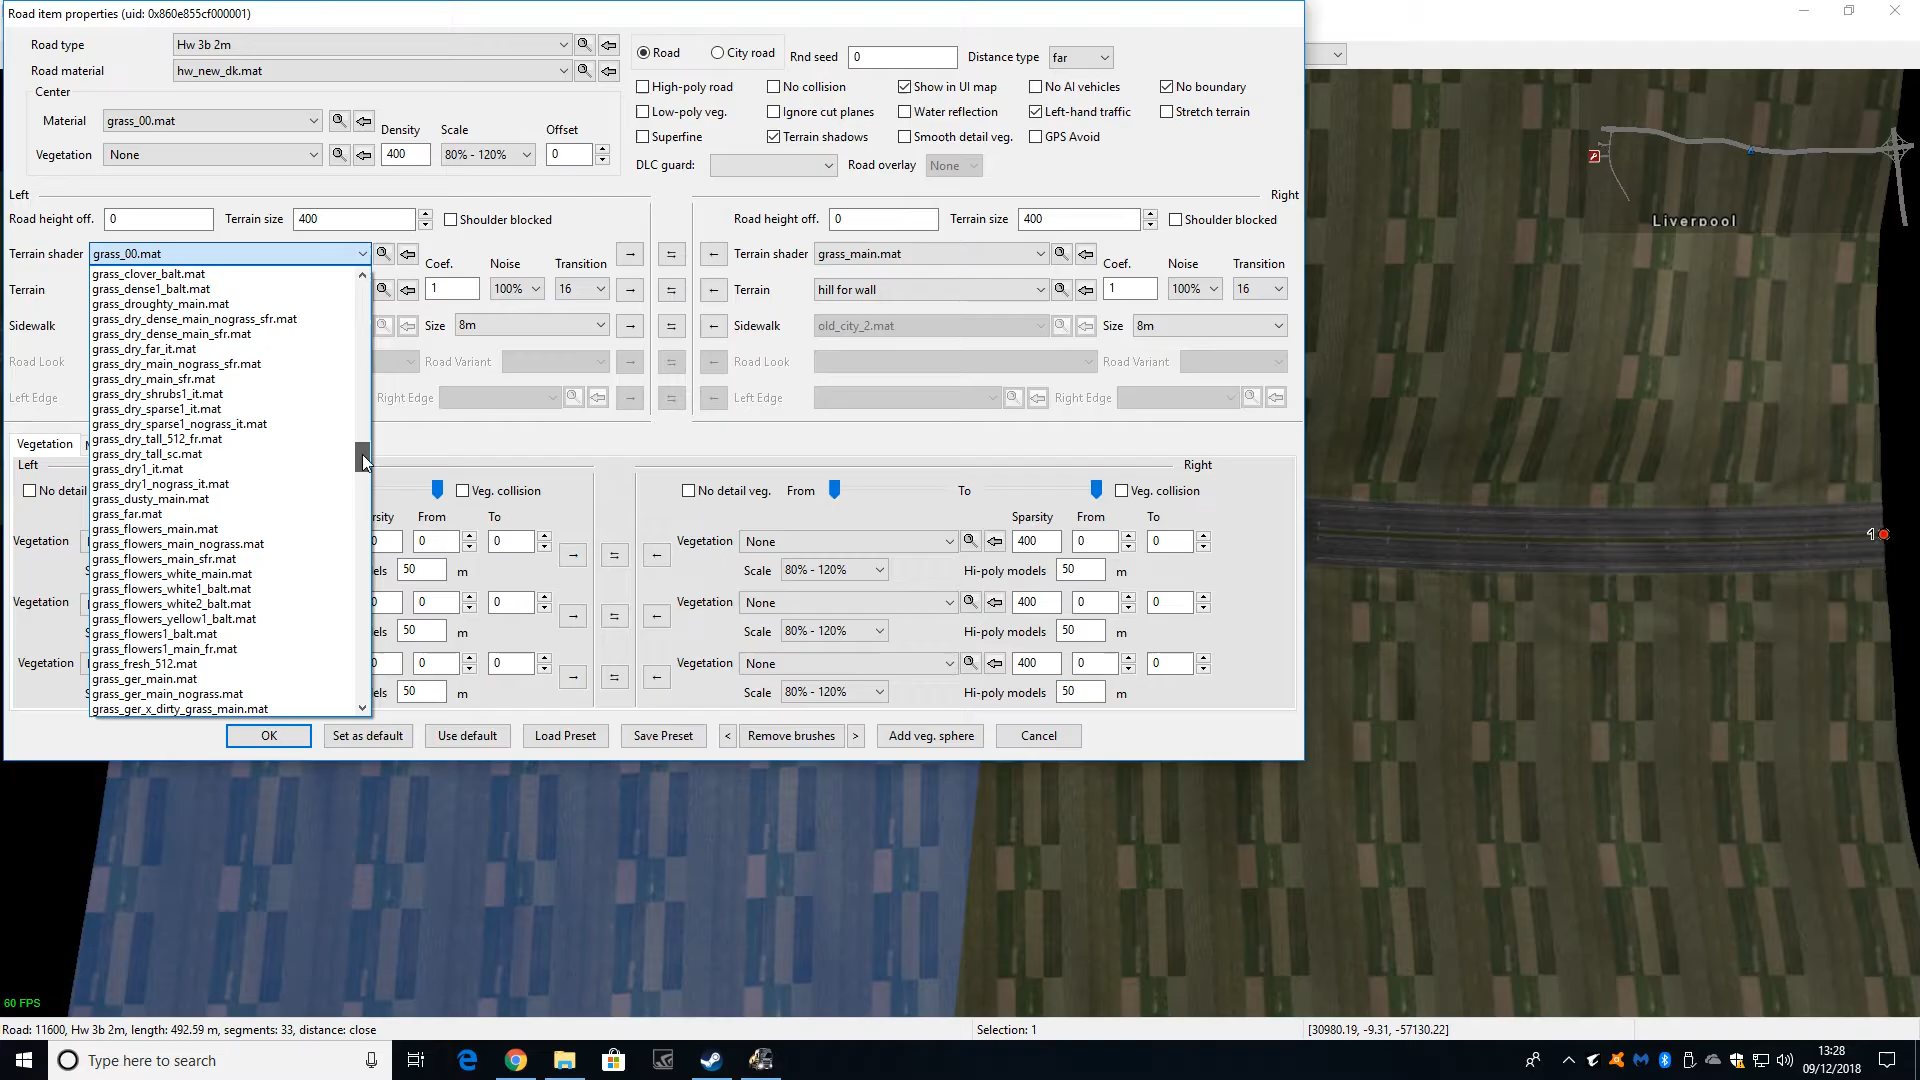 Road item properties (uid: 0x860e855cf000001)
Road type Hw 3b 2m
Road material hw_new_dk.mat
Center
Material grass_00.mat
Density Scale Offset
Vegetation None 400 80% - 120% 0
Road City road Rnd seed 0 Distance type far
High-poly road No collision Show in UI map No AI vehicles No boundary
Low-poly veg. Ignore cut planes Water reflection Left-hand traffic Stretch terrain
Superfine Terrain shadows Smooth detail veg. GPS Avoid
DLC guard: Road overlay None
Left Right
Road height off. 0 Terrain size 400 Shoulder blocked Road height off. 0 Terrain size 400 Shoulder blocked
Terrain shader grass_00.mat → ⇆ ← Terrain shader grass_main.mat
Coef. Noise Transition Coef. Noise Transition
Terrain 1 100% 16 → ⇆ ← Terrain hill for wall 1 100% 16
Sidewalk Size 8m → ⇆ ← Sidewalk old_city_2.mat Size 8m
Road Look Road Variant → ⇆ ← Road Look Road Variant
Left Edge Right Edge → ⇆ ← Left Edge Right Edge
grass_clover_balt.mat
grass_dense1_balt.mat
grass_droughty_main.mat
grass_dry_dense_main_nograss_sfr.mat
grass_dry_dense_main_sfr.mat
grass_dry_far_it.mat
grass_dry_main_nograss_sfr.mat
grass_dry_main_sfr.mat
grass_dry_shrubs1_it.mat
grass_dry_sparse1_it.mat
grass_dry_sparse1_nograss_it.mat
grass_dry_tall_512_fr.mat
grass_dry_tall_sc.mat
grass_dry1_it.mat
grass_dry1_nograss_it.mat
grass_dusty_main.mat
grass_far.mat
grass_flowers_main.mat
grass_flowers_main_nograss.mat
grass_flowers_main_sfr.mat
grass_flowers_white_main.mat
grass_flowers_white1_balt.mat
grass_flowers_white2_balt.mat
grass_flowers_yellow1_balt.mat
grass_flowers1_balt.mat
grass_flowers1_main_fr.mat
grass_fresh_512.mat
grass_ger_main.mat
grass_ger_main_nograss.mat
grass_ger_x_dirty_grass_main.mat
Vegetation
Left Right
No detail Veg. collision No detail veg. From To Veg. collision
From To Sparsity From To
Vegetation 0 0 → ⇆ ← Vegetation None 400 0 0
50 m Scale 80% - 120% Hi-poly models 50 m
Vegetation 0 0 → ⇆ ← Vegetation None 400 0 0
50 m Scale 80% - 120% Hi-poly models 50 m
Vegetation 0 0 → ⇆ ← Vegetation None 400 0 0
50 m Scale 80% - 120% Hi-poly models 50 m
OK Set as default Use default Load Preset Save Preset < Remove brushes > Add veg. sphere Cancel
Liverpool
1
60 FPS
Road: 11600, Hw 3b 2m, length: 492.59 m, segments: 33, distance: close Selection: 1 [30980.19, -9.31, -57130.22]
Type here to search
13:28
09/12/2018